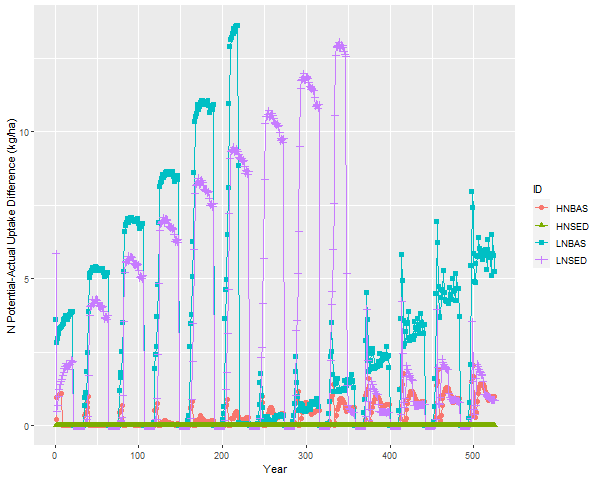 N Potential-Actual Uptake Difference (kg/ha)
10
5
0
0
100
200
300
400
500
Year
ID
HNBAS
HNSED
LNBAS
LNSED